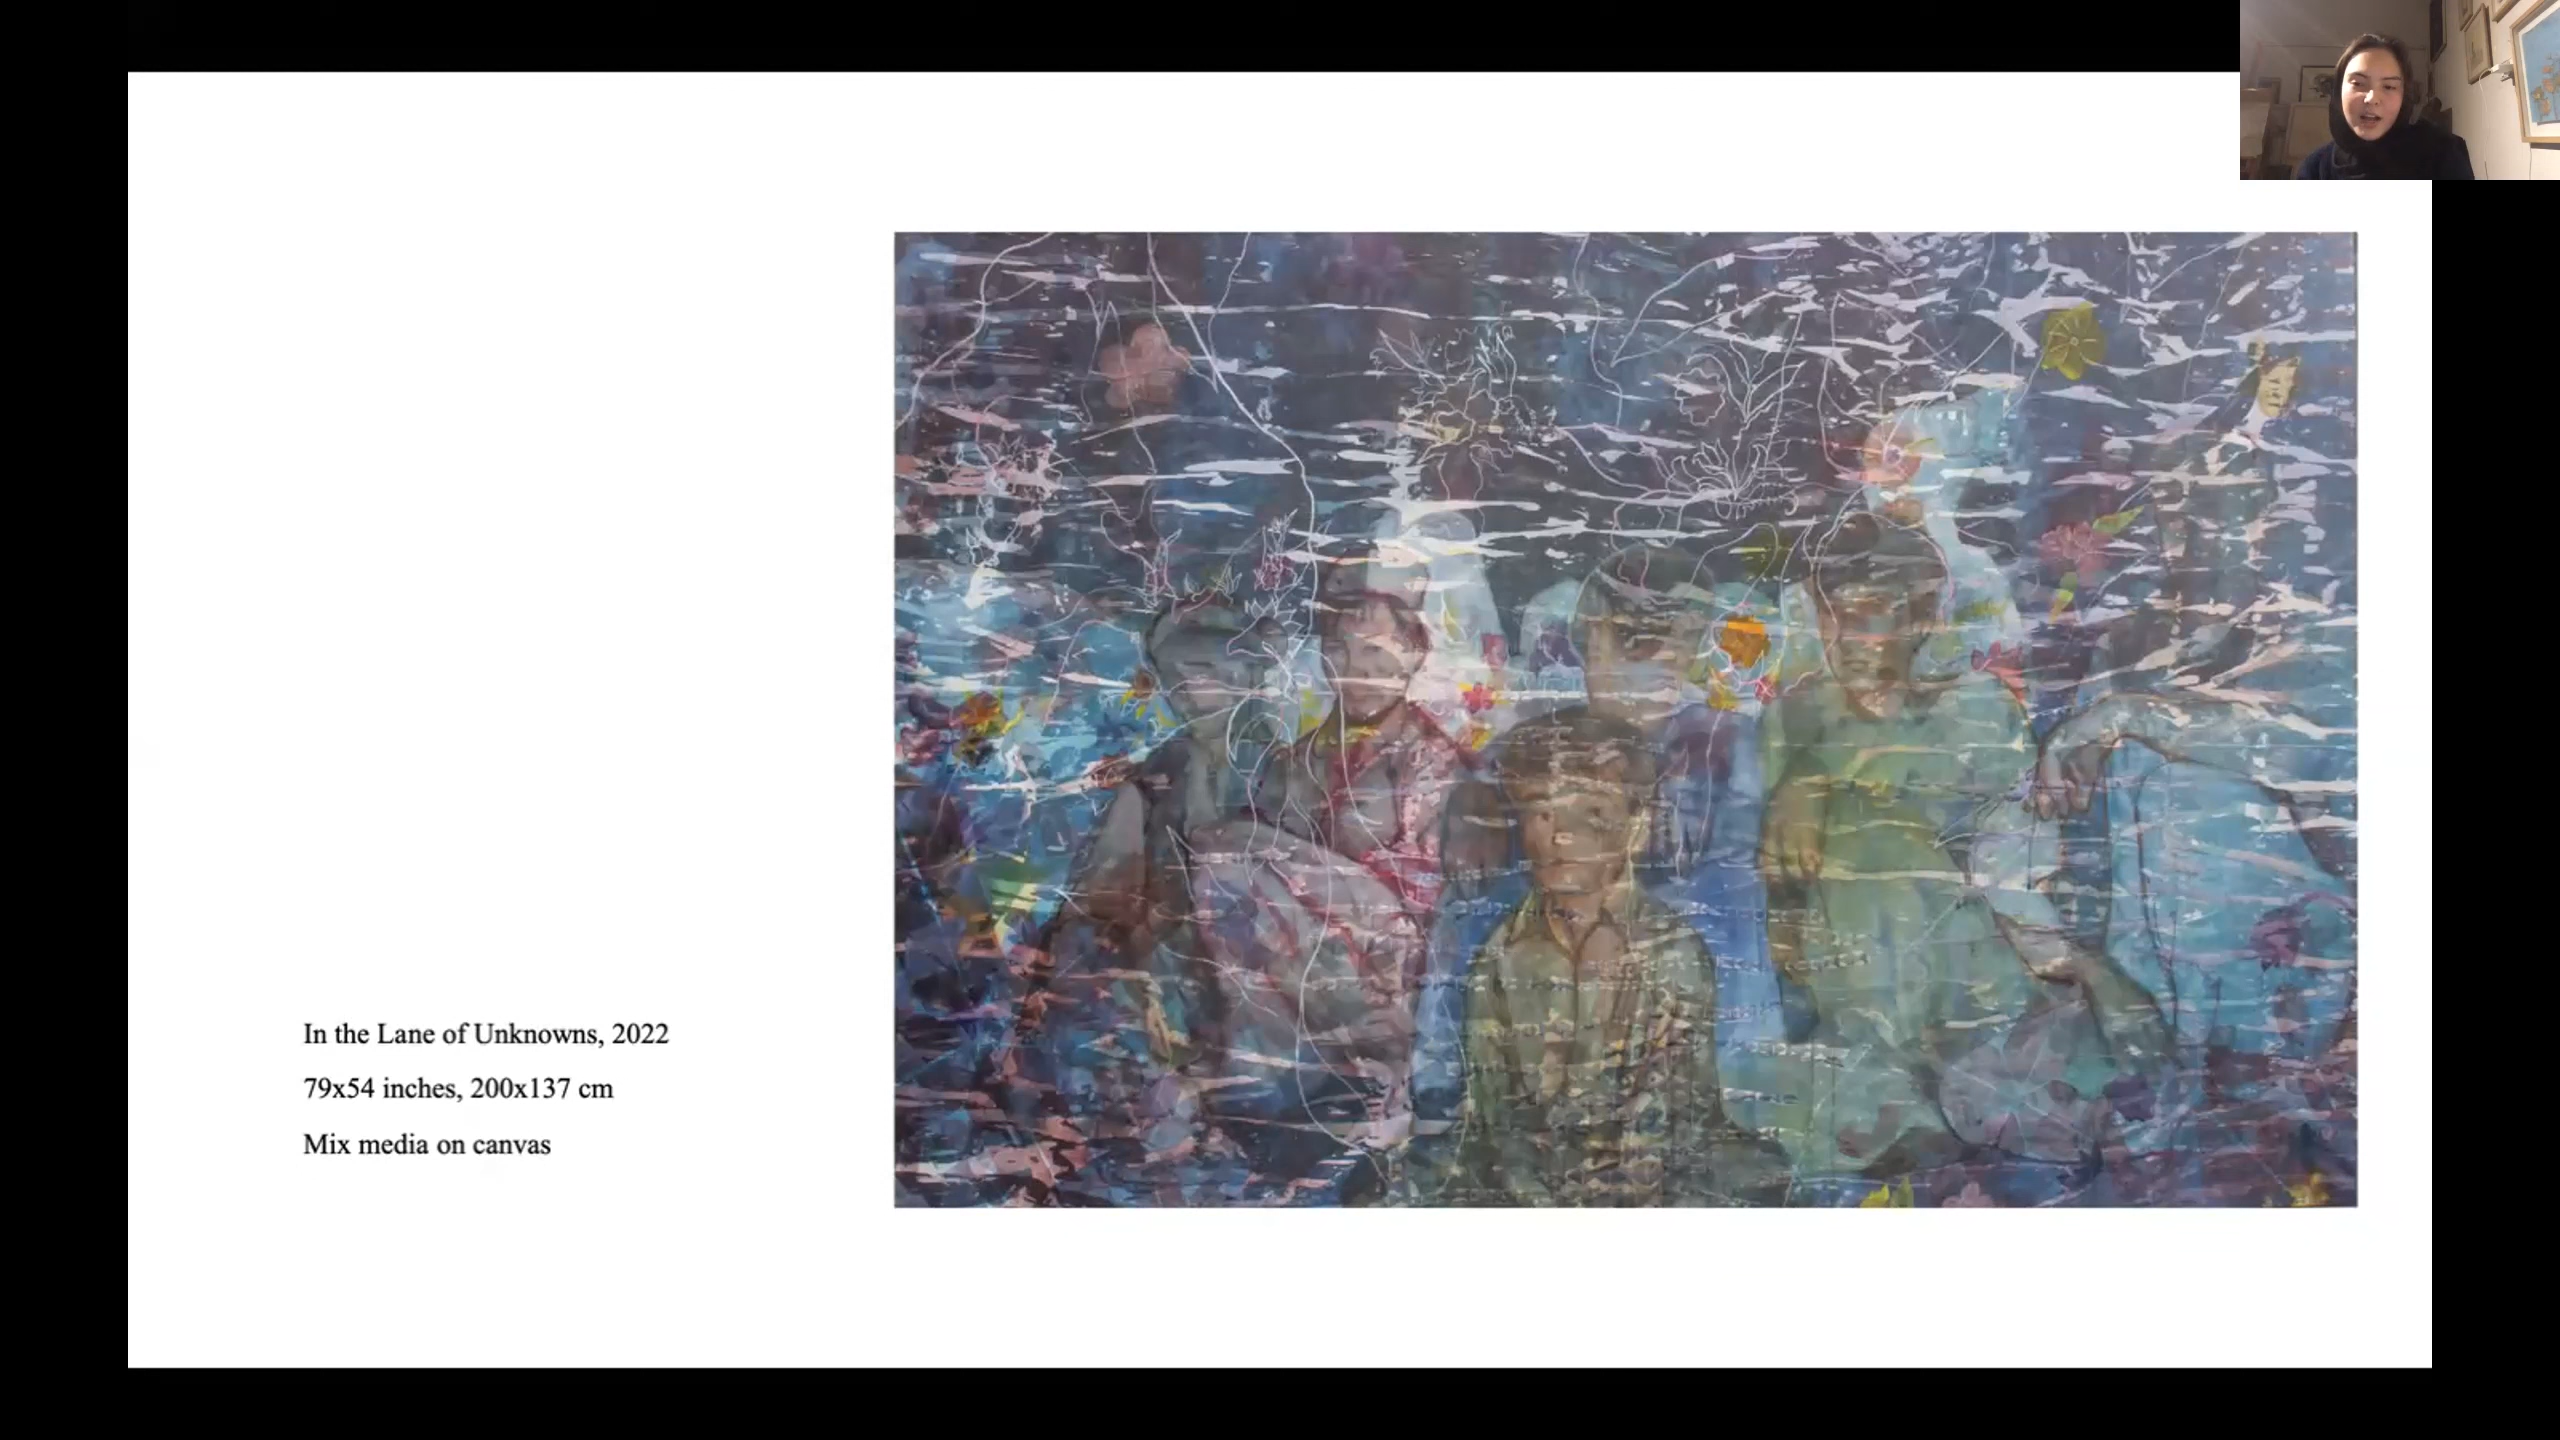 In the Lane of Unknowns, 2022
79x54 inches, 200x137 cm
Mix media on canvas